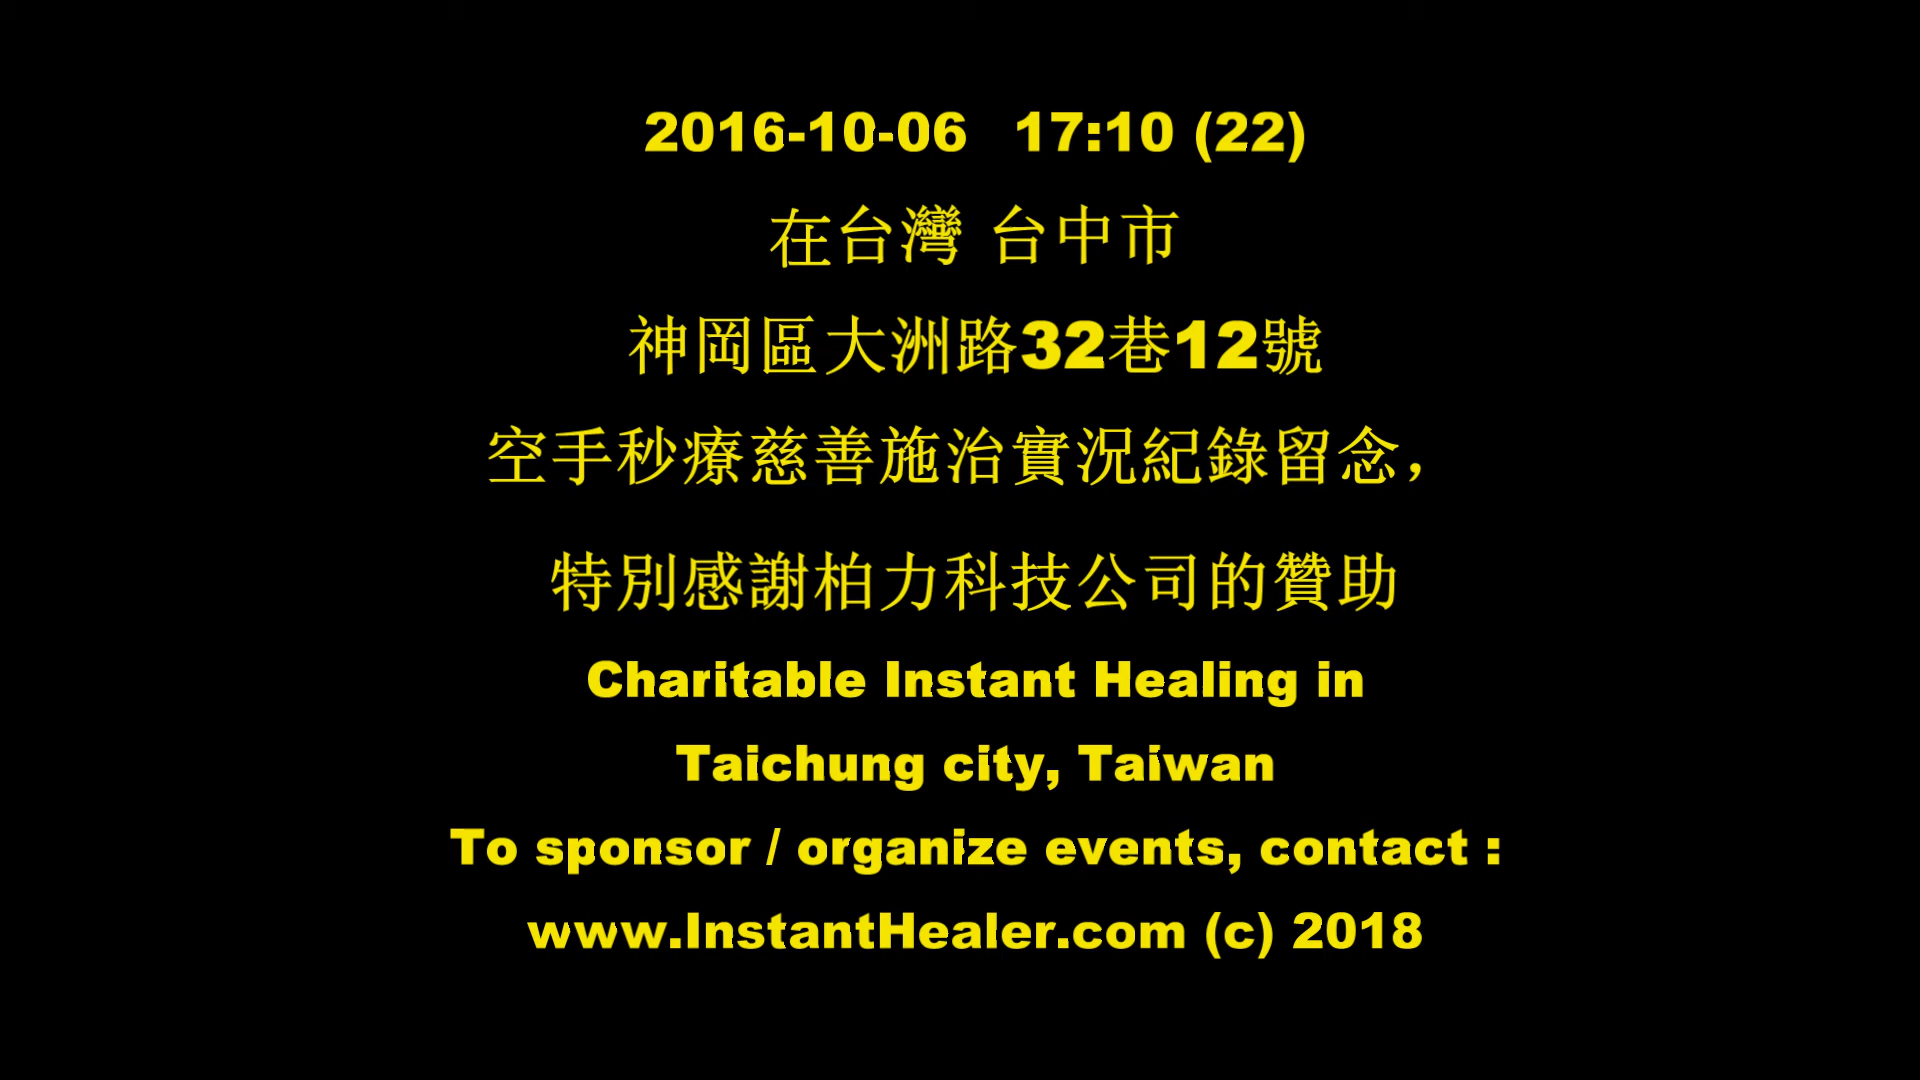 2016-10-06 17:10 (22)
在台灣 台中市
神岡區大洲路32巷12號
空手秒療慈善施治實況紀錄留念，
特別感謝柏力科技公司的贊助
Charitable Instant Healing in
Taichung city, Taiwan
To sponsor / organize events, contact :
www.InstantHealer.com (c) 2018